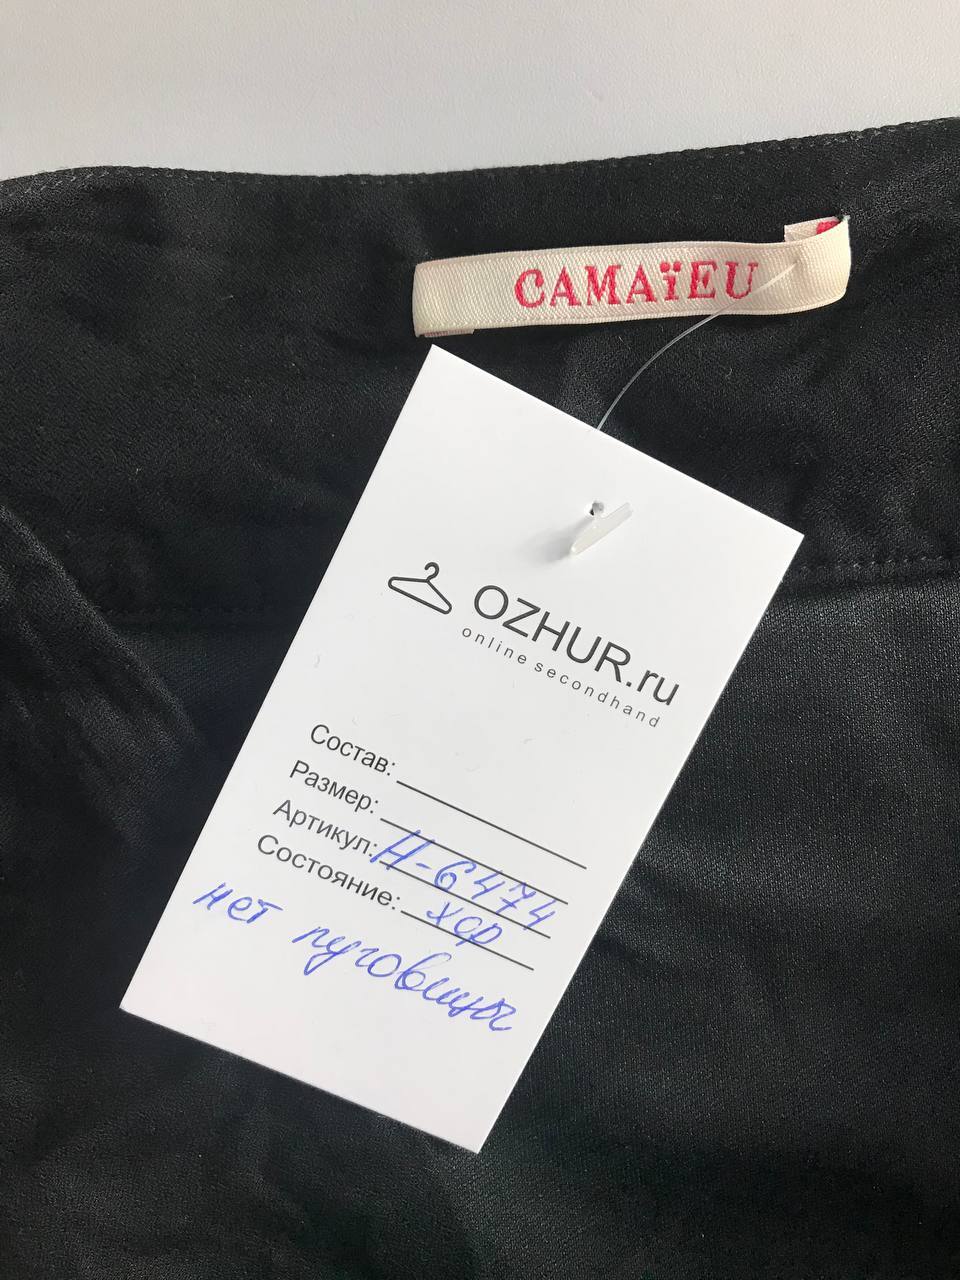 CAMAïEU
OZHUR.ru
online secondhand
Состав:
Размер:
Артикул: Н-6474
Состояние: хор
нет пуговицы